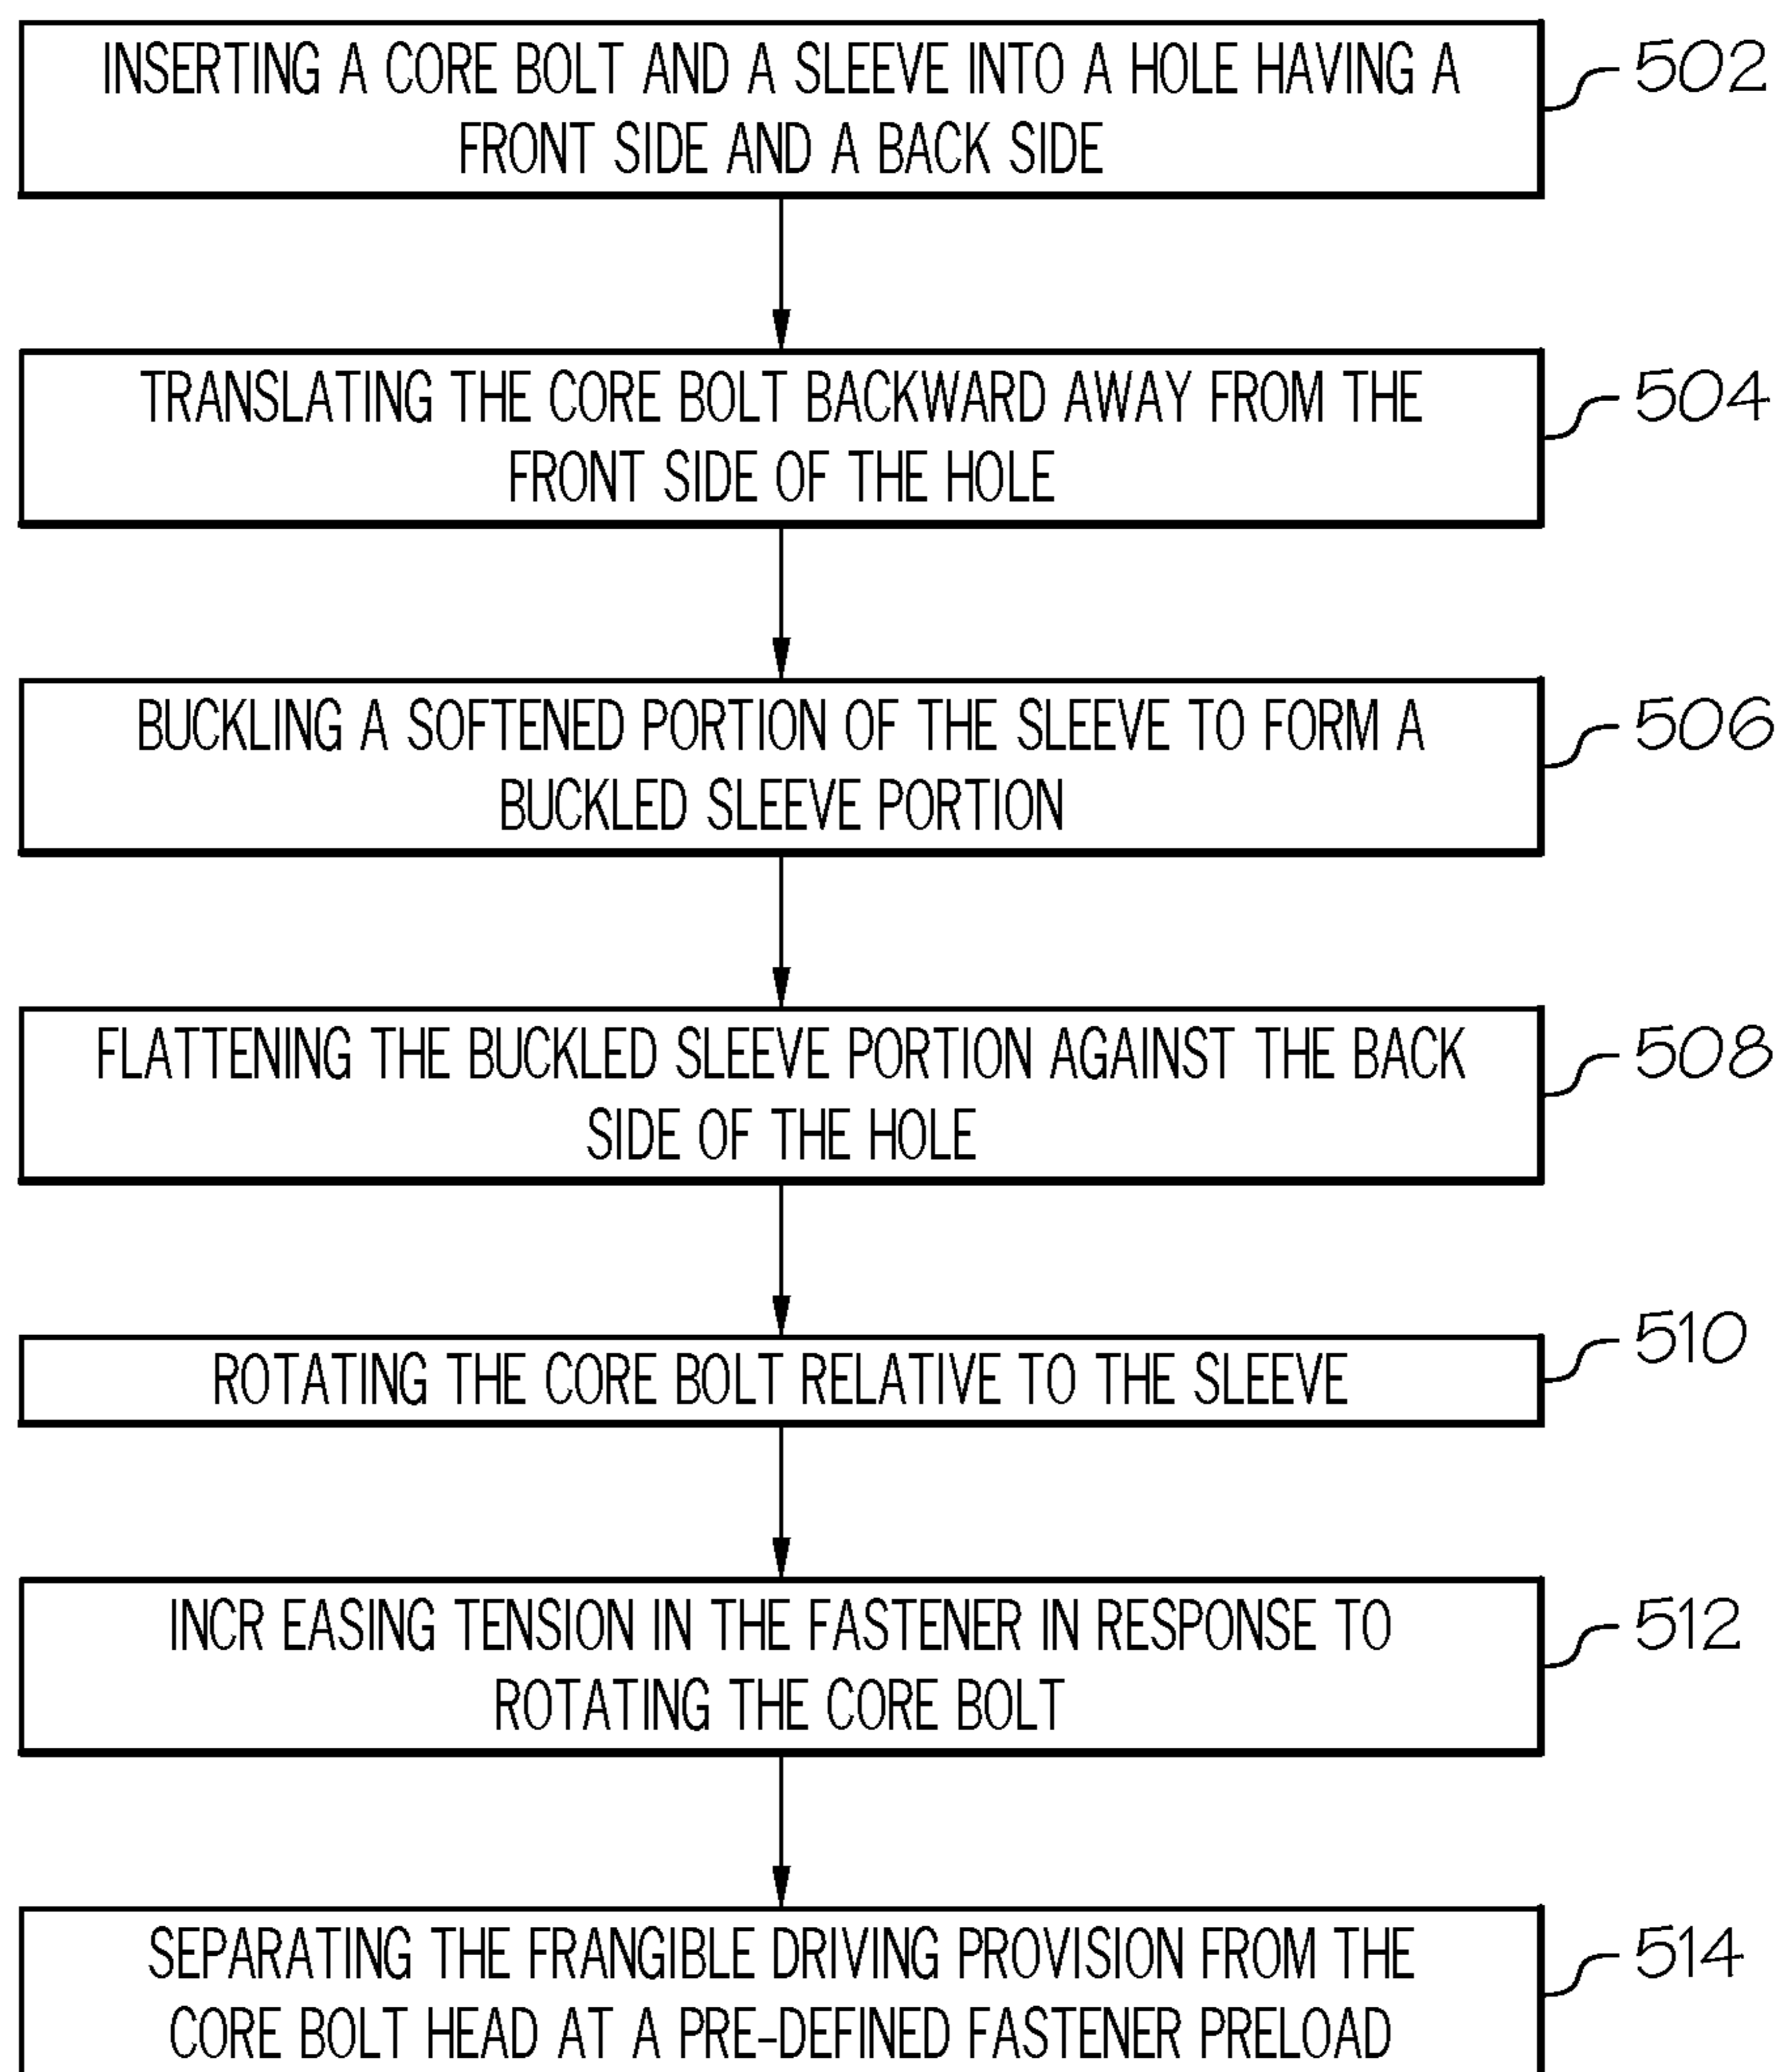 INSERTING A CORE BOLT AND A SLEEVE INTO A HOLE HAVING A
FRONT SIDE AND A BACK SIDE
502
TRANSLATING THE CORE BOLT BACKWARD AWAY FROM THE
FRONT SIDE OF THE HOLE
504
BUCKLING A SOFTENED PORTION OF THE SLEEVE TO FORM A
BUCKLED SLEEVE PORTION
506
FLATTENING THE BUCKLED SLEEVE PORTION AGAINST THE BACK
SIDE OF THE HOLE
508
ROTATING THE CORE BOLT RELATIVE TO THE SLEEVE
510
INCR EASING TENSION IN THE FASTENER IN RESPONSE TO
ROTATING THE CORE BOLT
512
SEPARATING THE FRANGIBLE DRIVING PROVISION FROM THE
CORE BOLT HEAD AT A PRE-DEFINED FASTENER PRELOAD
514